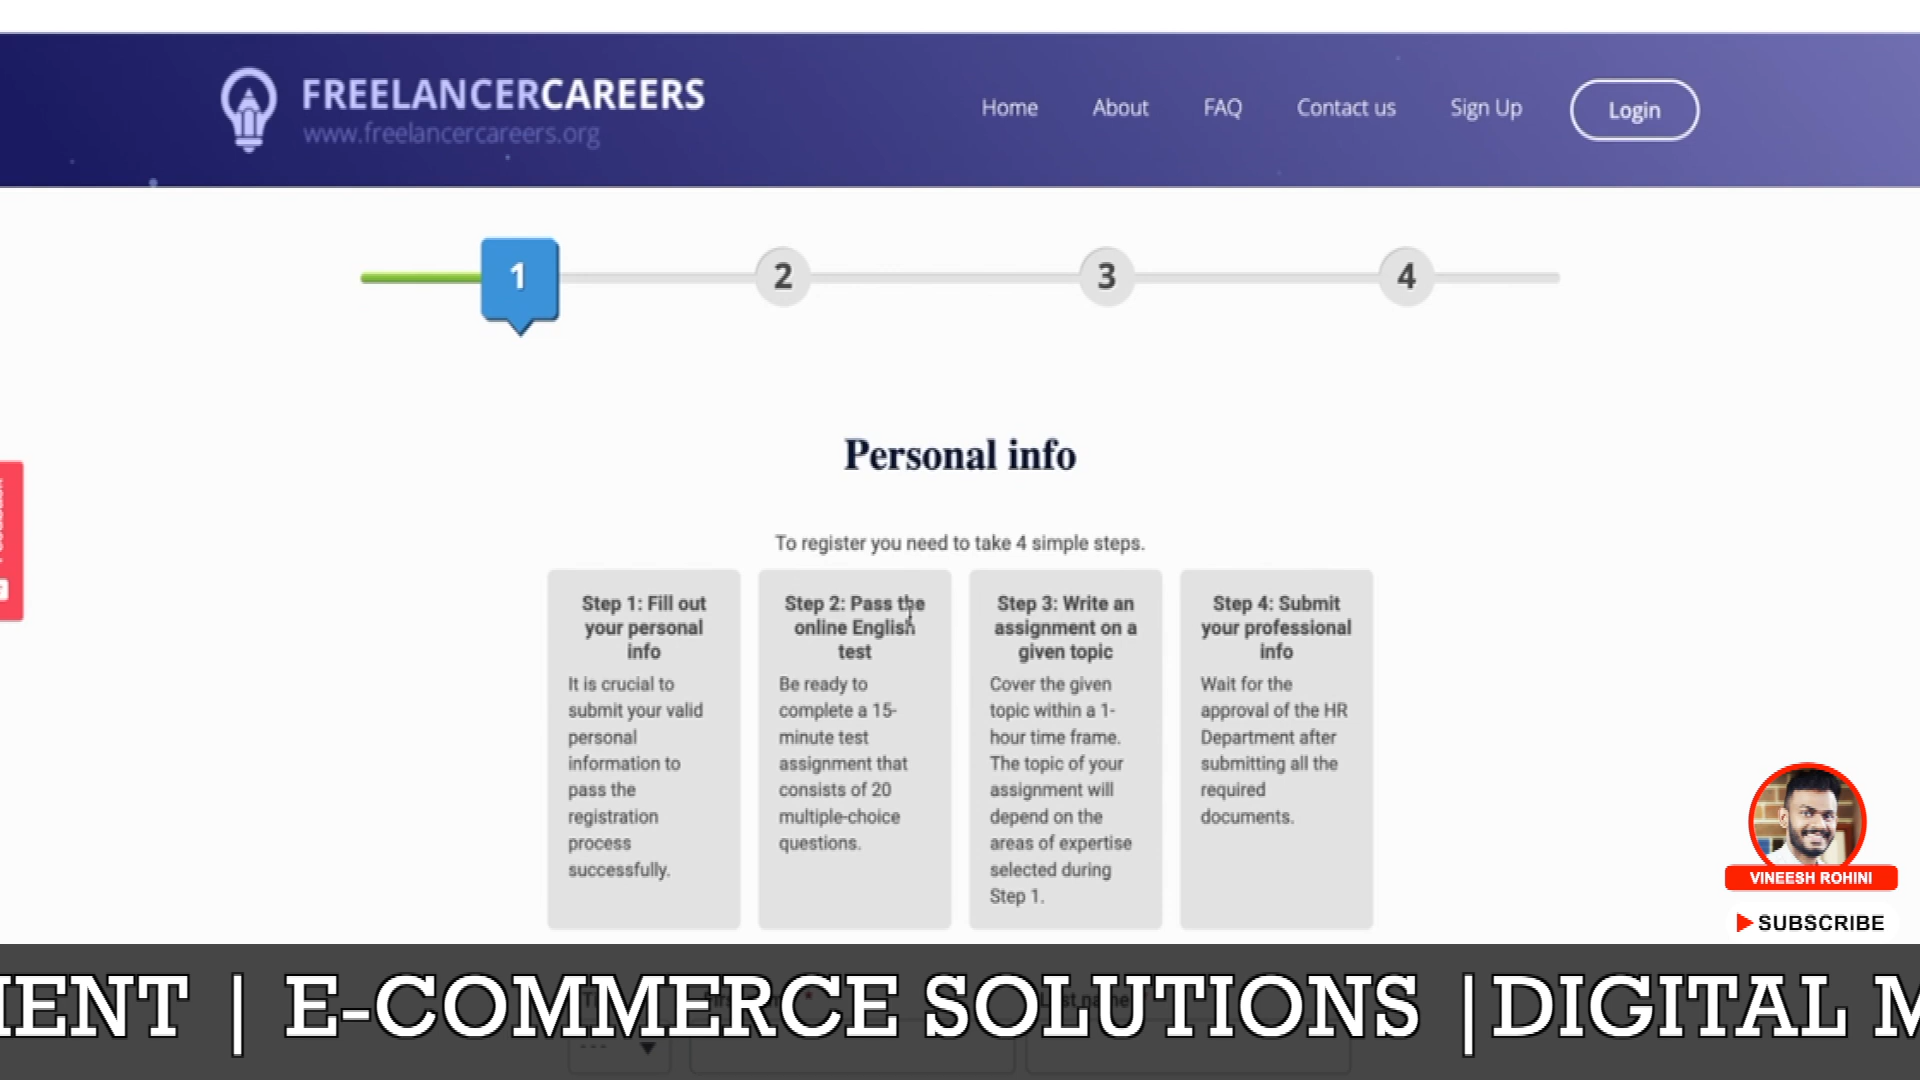 FREELANCERCAREERS
www.freelancercareers.org
Home About FAQ Contact us Sign Up Login
1 2 3 4
Personal info
To register you need to take 4 simple steps.
Step 1: Fill out
your personal
info
It is crucial to
submit your valid
personal
information to
pass the
registration
process
successfully.
Step 2: Pass the
online English
test
Be ready to
complete a 15-
minute test
assignment that
consists of 20
multiple-choice
questions.
Step 3: Write an
assignment on a
given topic
Cover the given
topic within a 1-
hour time frame.
The topic of your
assignment will
depend on the
areas of expertise
selected during
Step 1.
Step 4: Submit
your professional
info
Wait for the
approval of the HR
Department after
submitting all the
required
documents.
VINEESH ROHINI
SUBSCRIBE
MENT | E-COMMERCE SOLUTIONS |DIGITAL M
---